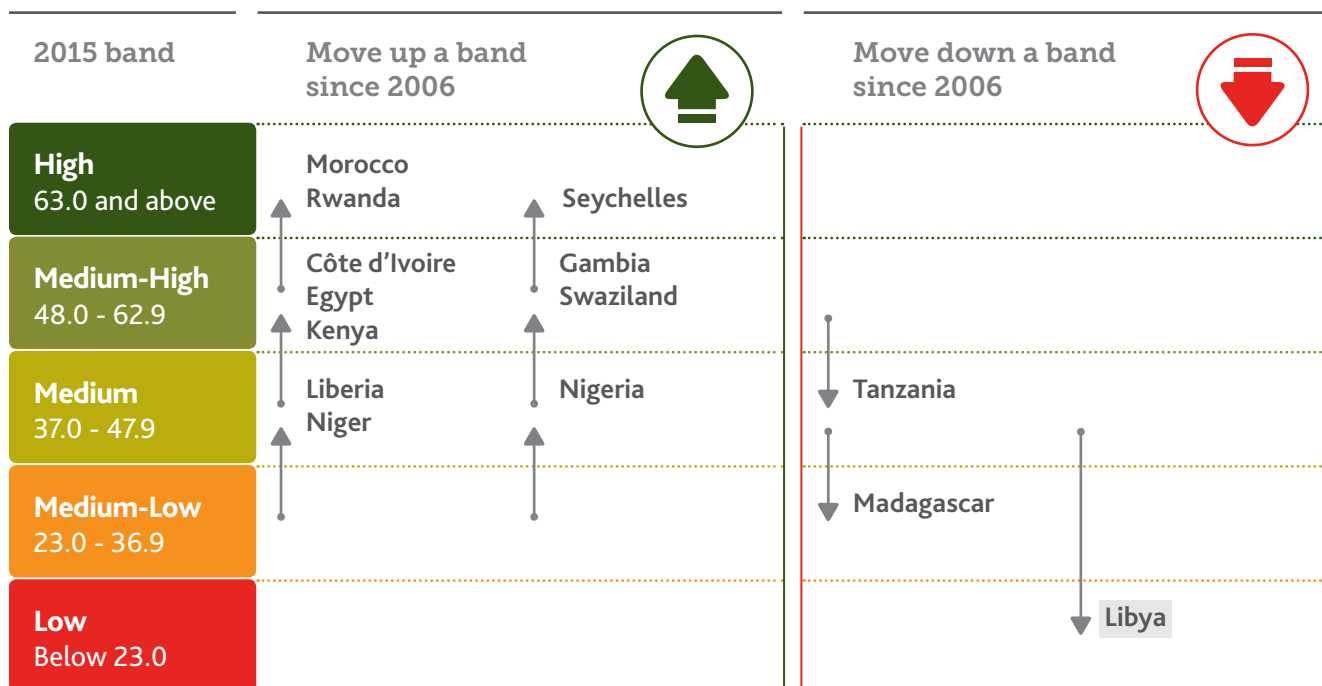 2015 band
Move up a band
since 2006
Move down a band
since 2006
High
63.0 and above
Morocco
Rwanda
Seychelles
Medium-High
48.0 - 62.9
Côte d’Ivoire
Egypt
Kenya
Gambia
Swaziland
Medium
37.0 - 47.9
Liberia
Niger
Nigeria
Tanzania
Medium-Low
23.0 - 36.9
Madagascar
Low
Below 23.0
Libya